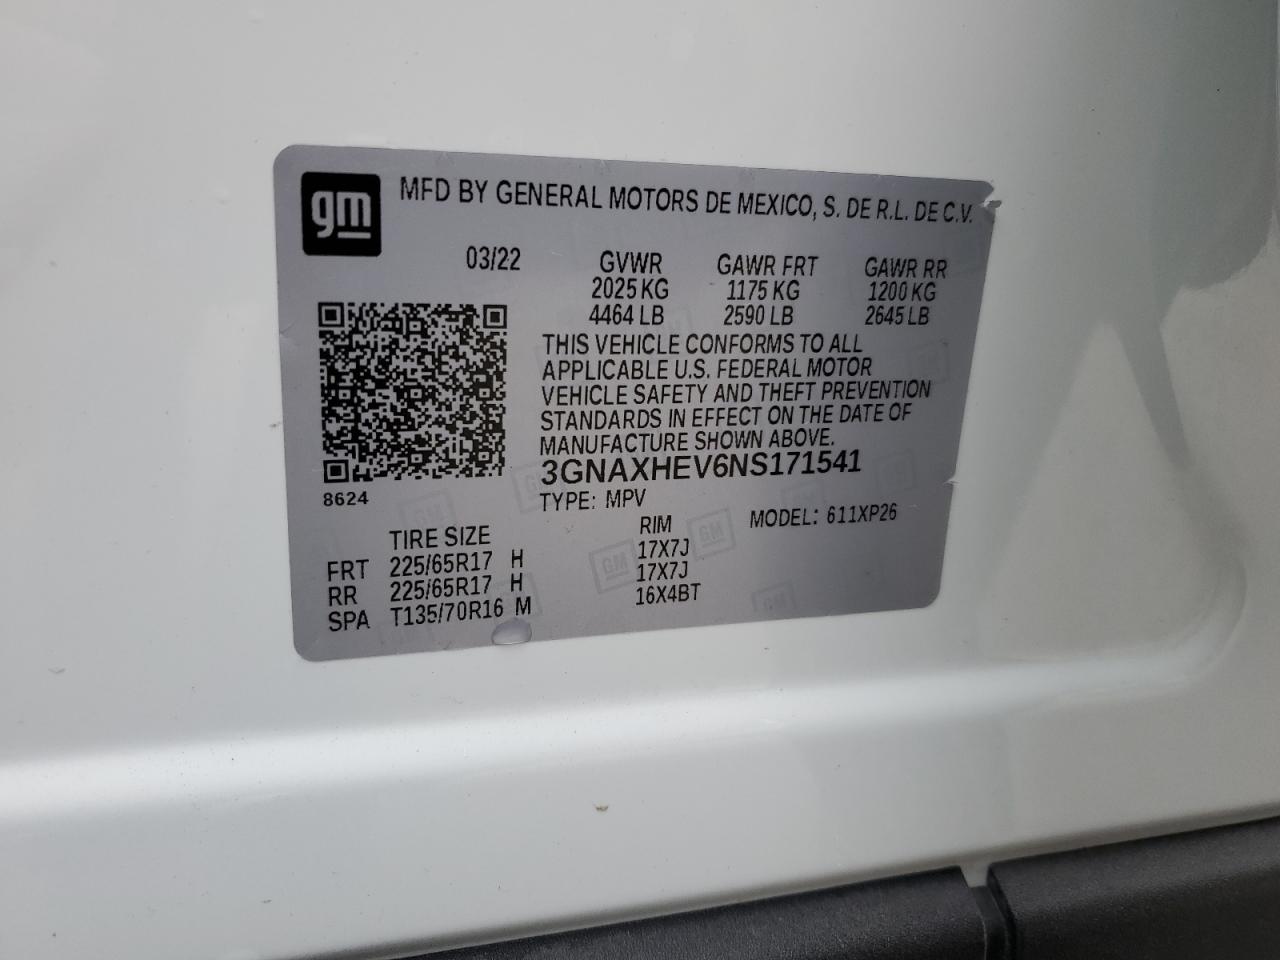 gm MFD BY GENERAL MOTORS DE MEXICO, S. DE R.L. DE C.V.
03/22 GVWR GAWR FRT GAWR RR
2025 KG 1175 KG 1200 KG
4464 LB 2590 LB 2645 LB
THIS VEHICLE CONFORMS TO ALL
APPLICABLE U.S. FEDERAL MOTOR
VEHICLE SAFETY AND THEFT PREVENTION
STANDARDS IN EFFECT ON THE DATE OF
MANUFACTURE SHOWN ABOVE.
3GNAXHEV6NS171541
8624 TYPE: MPV MODEL: 611XP26
TIRE SIZE RIM
FRT 225/65R17 H 17X7J
RR 225/65R17 H 17X7J
SPA T135/70R16 M 16X4BT